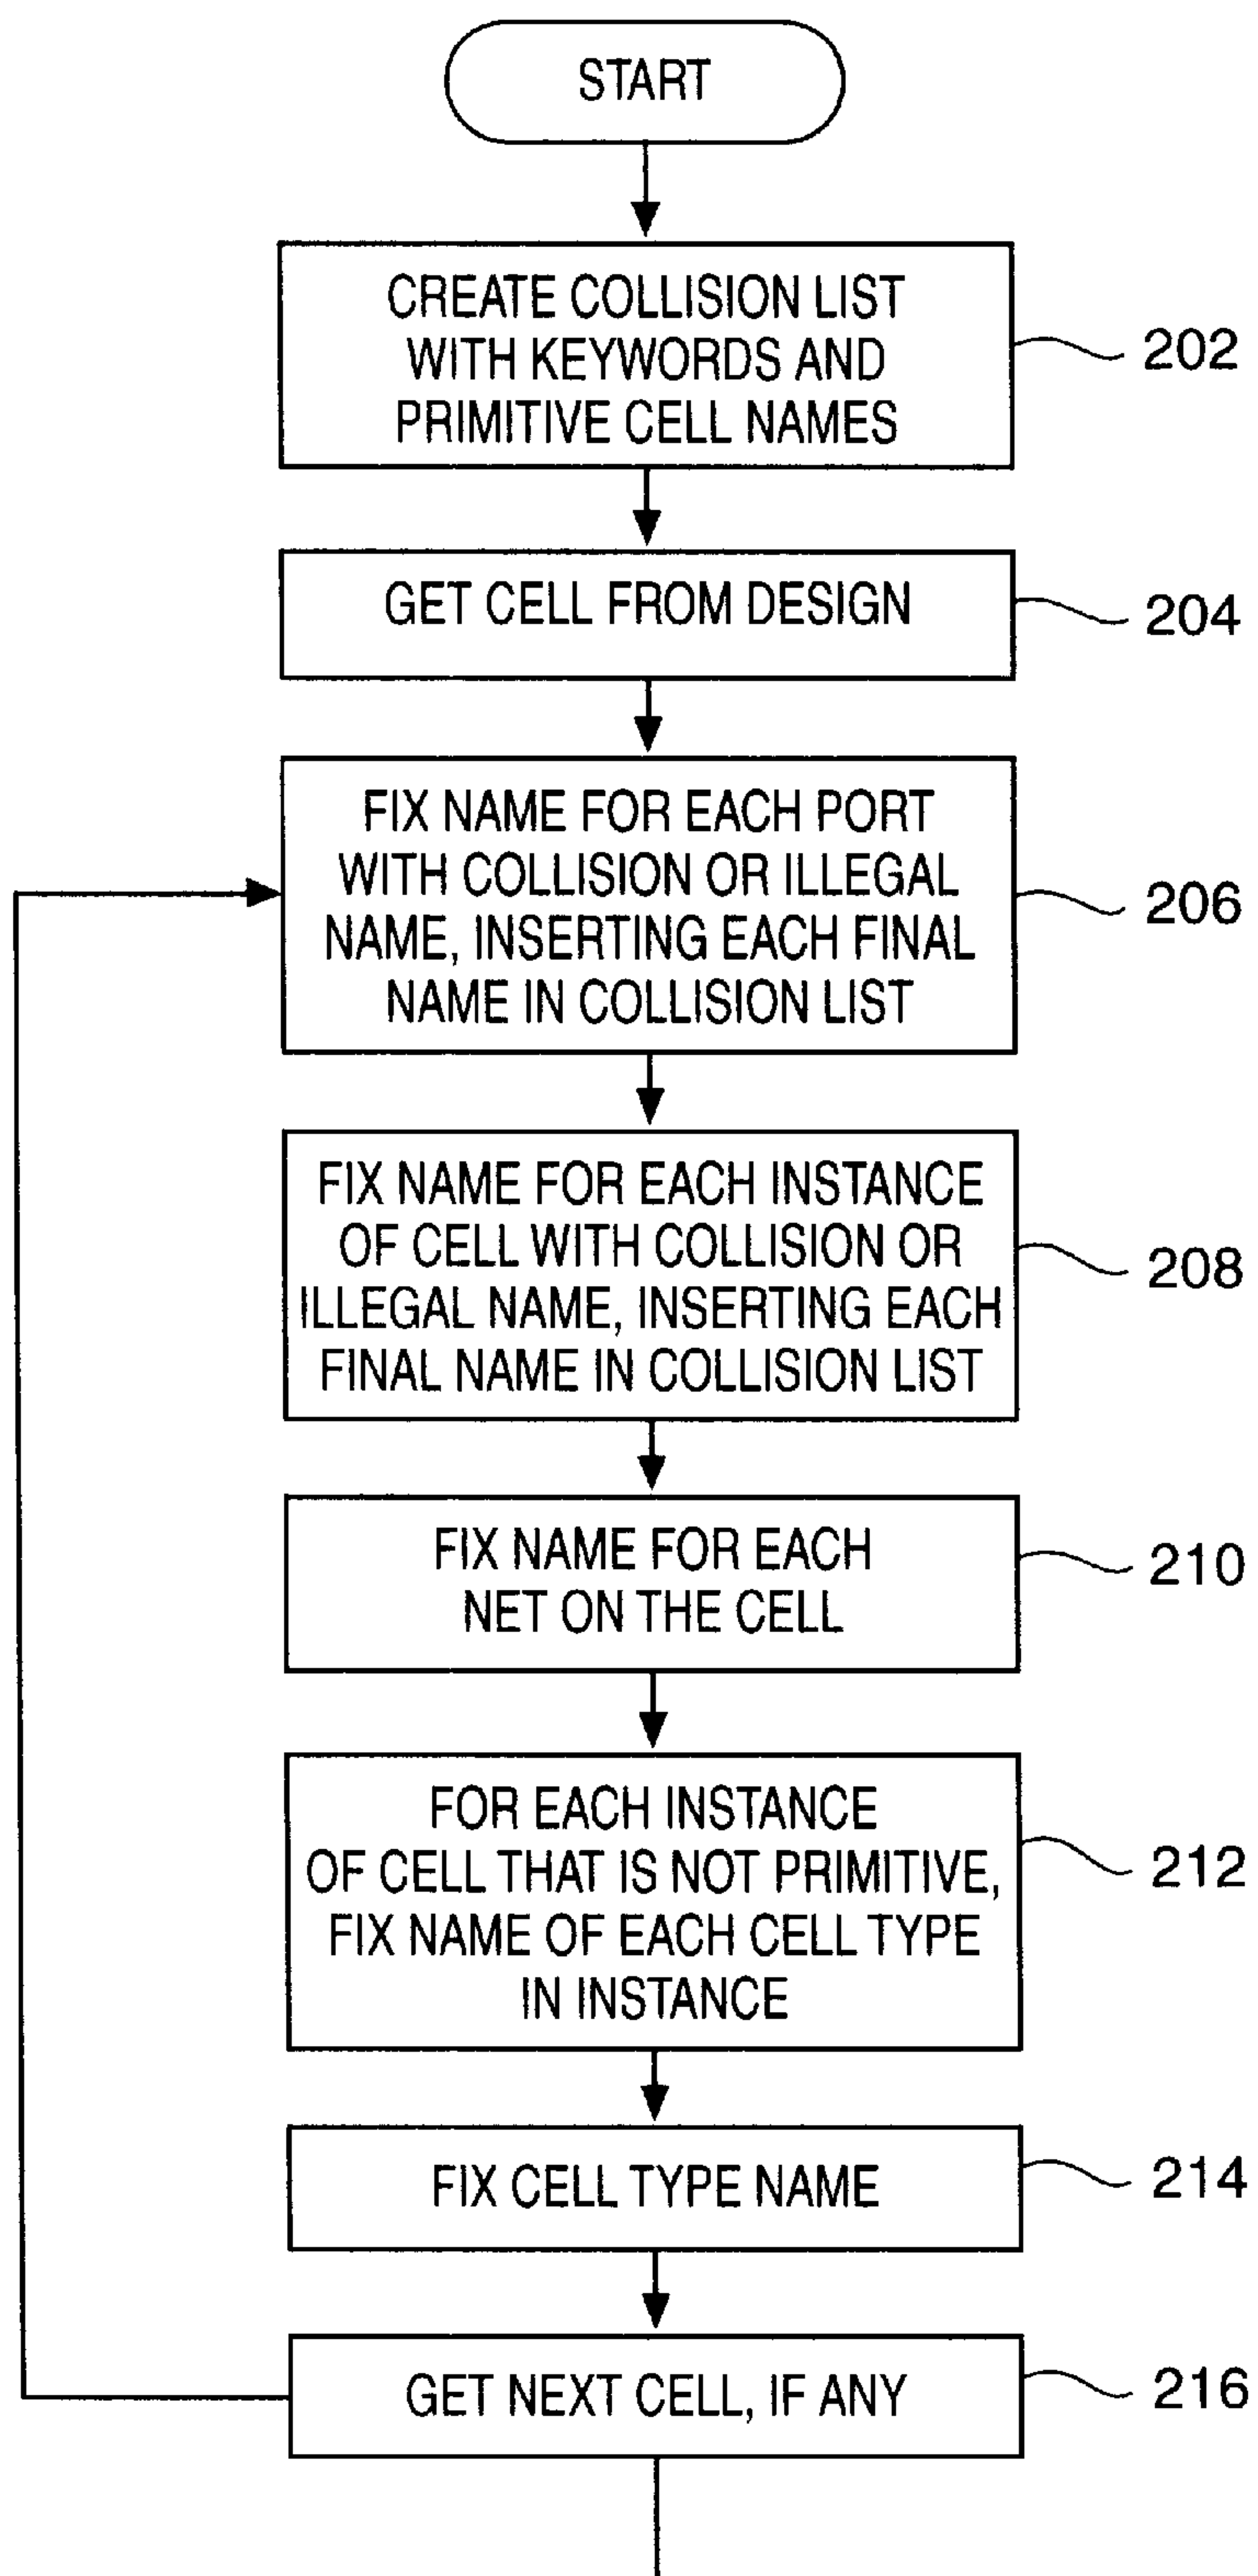 START
CREATE COLLISION LIST
WITH KEYWORDS AND
PRIMITIVE CELL NAMES
202
GET CELL FROM DESIGN
204
FIX NAME FOR EACH PORT
WITH COLLISION OR ILLEGAL
NAME, INSERTING EACH FINAL
NAME IN COLLISION LIST
206
FIX NAME FOR EACH INSTANCE
OF CELL WITH COLLISION OR
ILLEGAL NAME, INSERTING EACH
FINAL NAME IN COLLISION LIST
208
FIX NAME FOR EACH
NET ON THE CELL
210
FOR EACH INSTANCE
OF CELL THAT IS NOT PRIMITIVE,
FIX NAME OF EACH CELL TYPE
IN INSTANCE
212
FIX CELL TYPE NAME
214
GET NEXT CELL, IF ANY
216